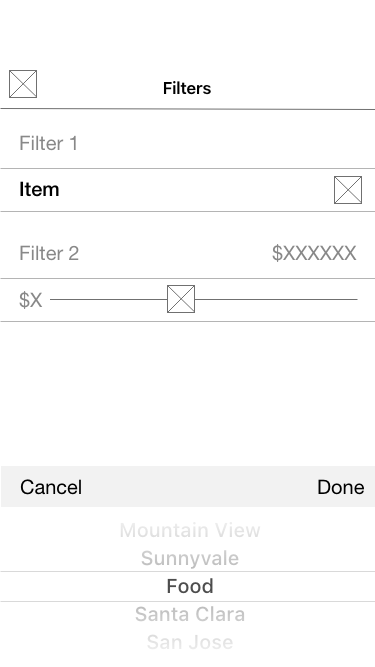 Filters
Filter 1
Item
Filter 2 $XXXXXX
$X
Cancel Done
Mountain View
Sunnyvale
Food
Santa Clara
San Jose